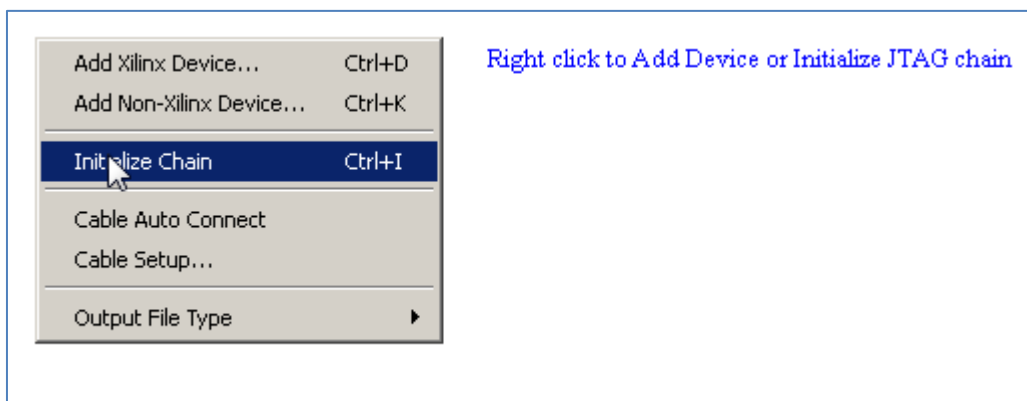 Add Xilinx Device... Ctrl+D
Right click to Add Device or Initialize JTAG chain
Add Non-Xilinx Device... Ctrl+K
Initialize Chain Ctrl+I
Cable Auto Connect
Cable Setup...
Output File Type